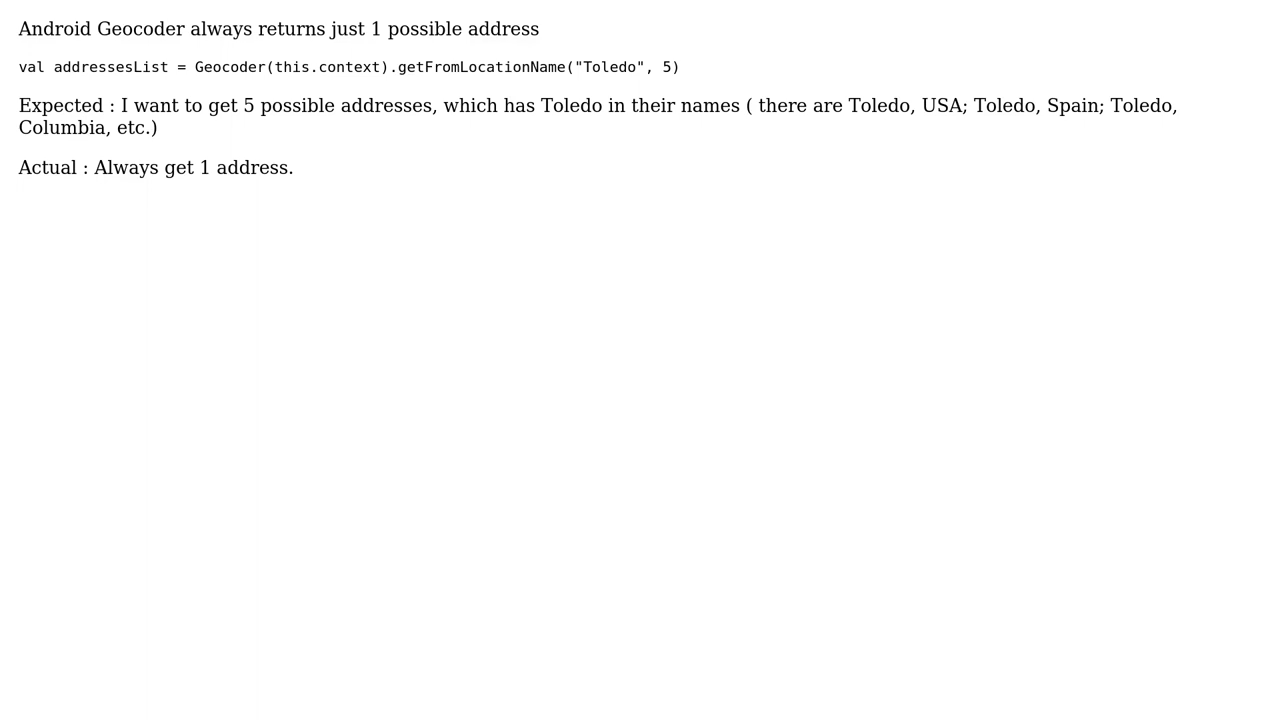 Android Geocoder always returns just 1 possible address
val addressesList = Geocoder(this.context).getFromLocationName("Toledo", 5)
Expected : I want to get 5 possible addresses, which has Toledo in their names ( there are Toledo, USA; Toledo, Spain; Toledo,
Columbia, etc.)
Actual : Always get 1 address.